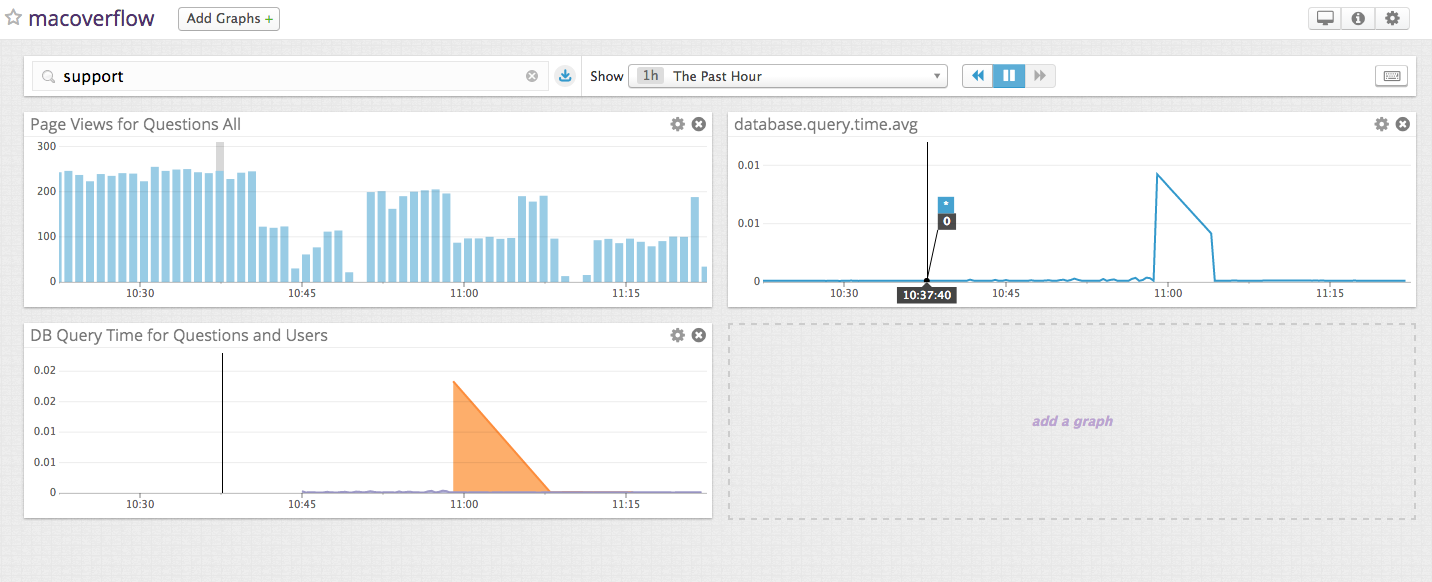 macoverflow
Add Graphs +
support
Show 1h The Past Hour
Page Views for Questions All
300
200
100
0
10:30 10:45 11:00 11:15
database.query.time.avg
0.01
0.01
0
*
0
10:30 10:37:40 10:45 11:00 11:15
DB Query Time for Questions and Users
0.02
0.02
0.01
0.01
0
10:30 10:45 11:00 11:15
add a graph